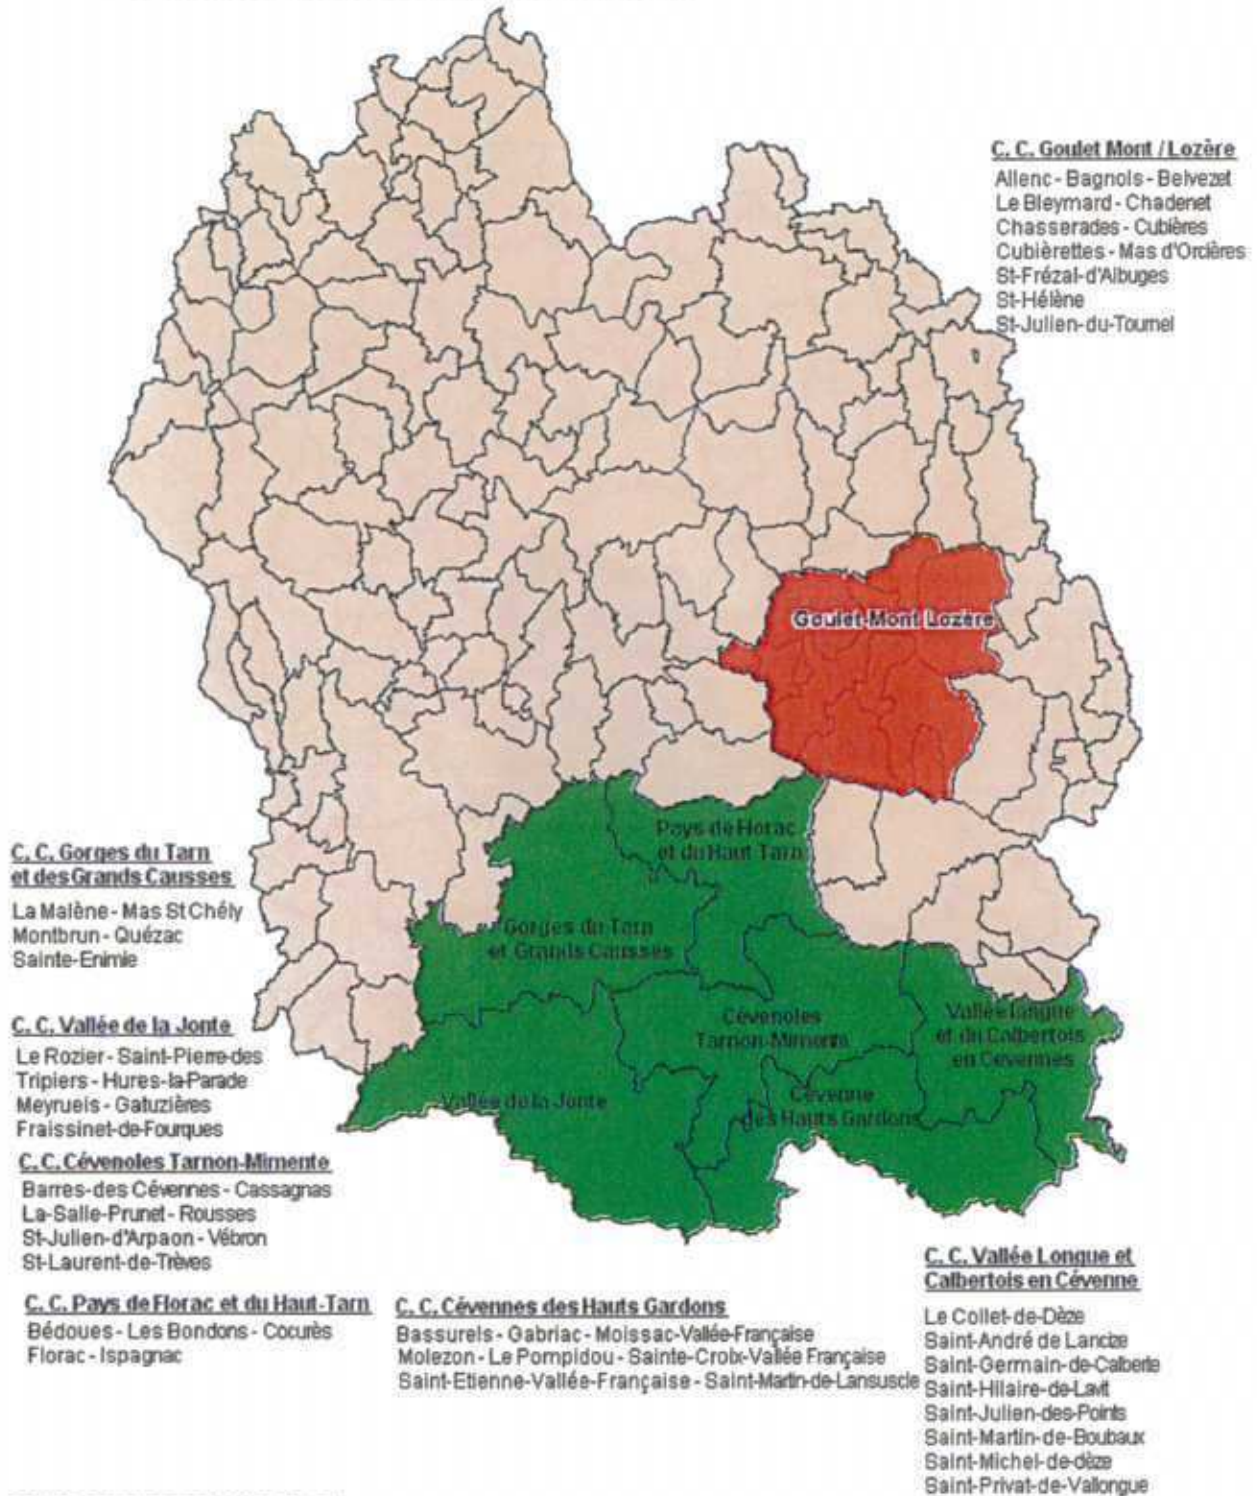 C. C. Goulet Mont / Lozère
Allenc - Bagnols - Belvezet
Le Bleymard - Chadenet
Chasserades - Cubières
Cubièrettes - Mas d'Orcières
St-Frézal-d'Albuges
St-Hélène
St-Julien-du-Tournel
Goulet-Mont Lozère
Pays de Florac
et du Haut Tarn
C. C. Gorges du Tarn
et des Grands Causses
La Malène - Mas St Chély
Montbrun - Quézac
Sainte-Enimie
Gorges du Tarn
et Grands Causses
C. C. Vallée de la Jonte
Le Rozier - Saint-Pierre-des
Tripiers - Hures-la-Parade
Meyrueis - Gatuzières
Fraissinet-de-Fourques
Cévenoles
Tarnon-Mimente
Vallée longue
et du Calbertois
en Cévennes
Vallée de la Jonte
Cévenne
des Hauts Gardons
C. C. Cévenoles Tarnon-Mimente
Barres-des Cévennes - Cassagnas
La-Salle-Prunet - Rousses
St-Julien-d'Arpaon - Vébron
St-Laurent-de-Trèves
C. C. Pays de Florac et du Haut-Tarn
Bédoues - Les Bondons - Cocurès
Florac - Ispagnac
C. C. Cévennes des Hauts Gardons
Bassurels - Gabriac - Moissac-Vallée-Française
Molezon - Le Pompidou - Sainte-Croix-Vallée Française
Saint-Etienne-Vallée-Française - Saint-Martin-de-Lansuscle
C. C. Vallée Longue et
Calbertois en Cévenne
Le Collet-de-Dèze
Saint-André de Lancize
Saint-Germain-de-Calberte
Saint-Hilaire-de-Lavit
Saint-Julien-des-Points
Saint-Martin-de-Boubaux
Saint-Michel-de-dèze
Saint-Privat-de-Vallongue